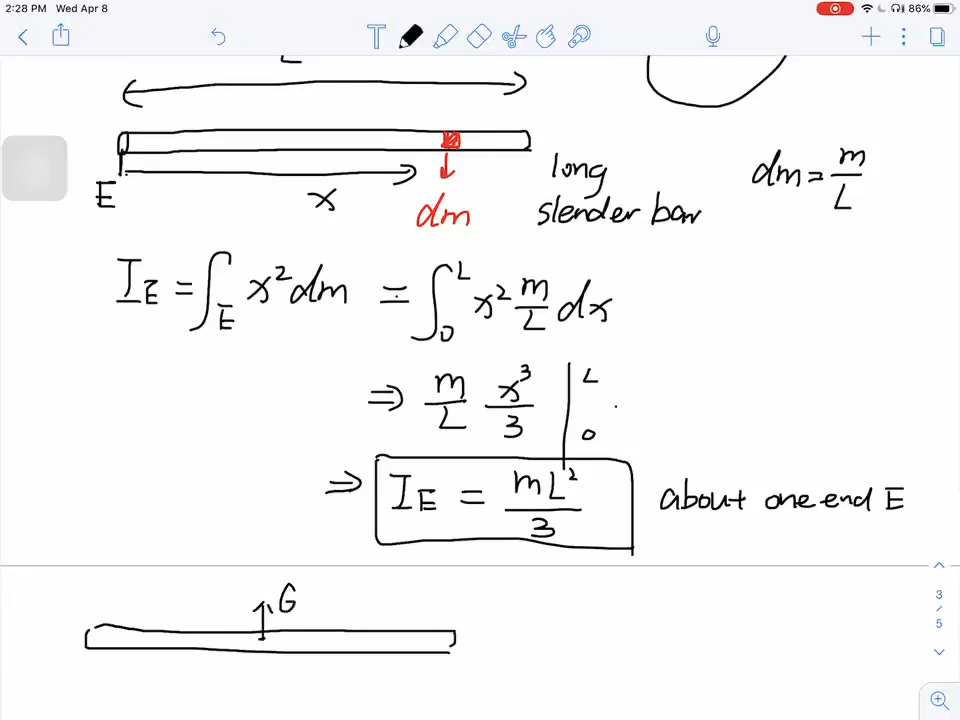 2:28 PM Wed Apr 8
86%
T
E
x
dm
long
slender bar
dm = m/L
I_E = ∫_E x² dm = ∫_0^L x² m/L dx
⇒ m/L x³/3 |_0^L
⇒ I_E = mL²/3
about one end E
G
3
/
5